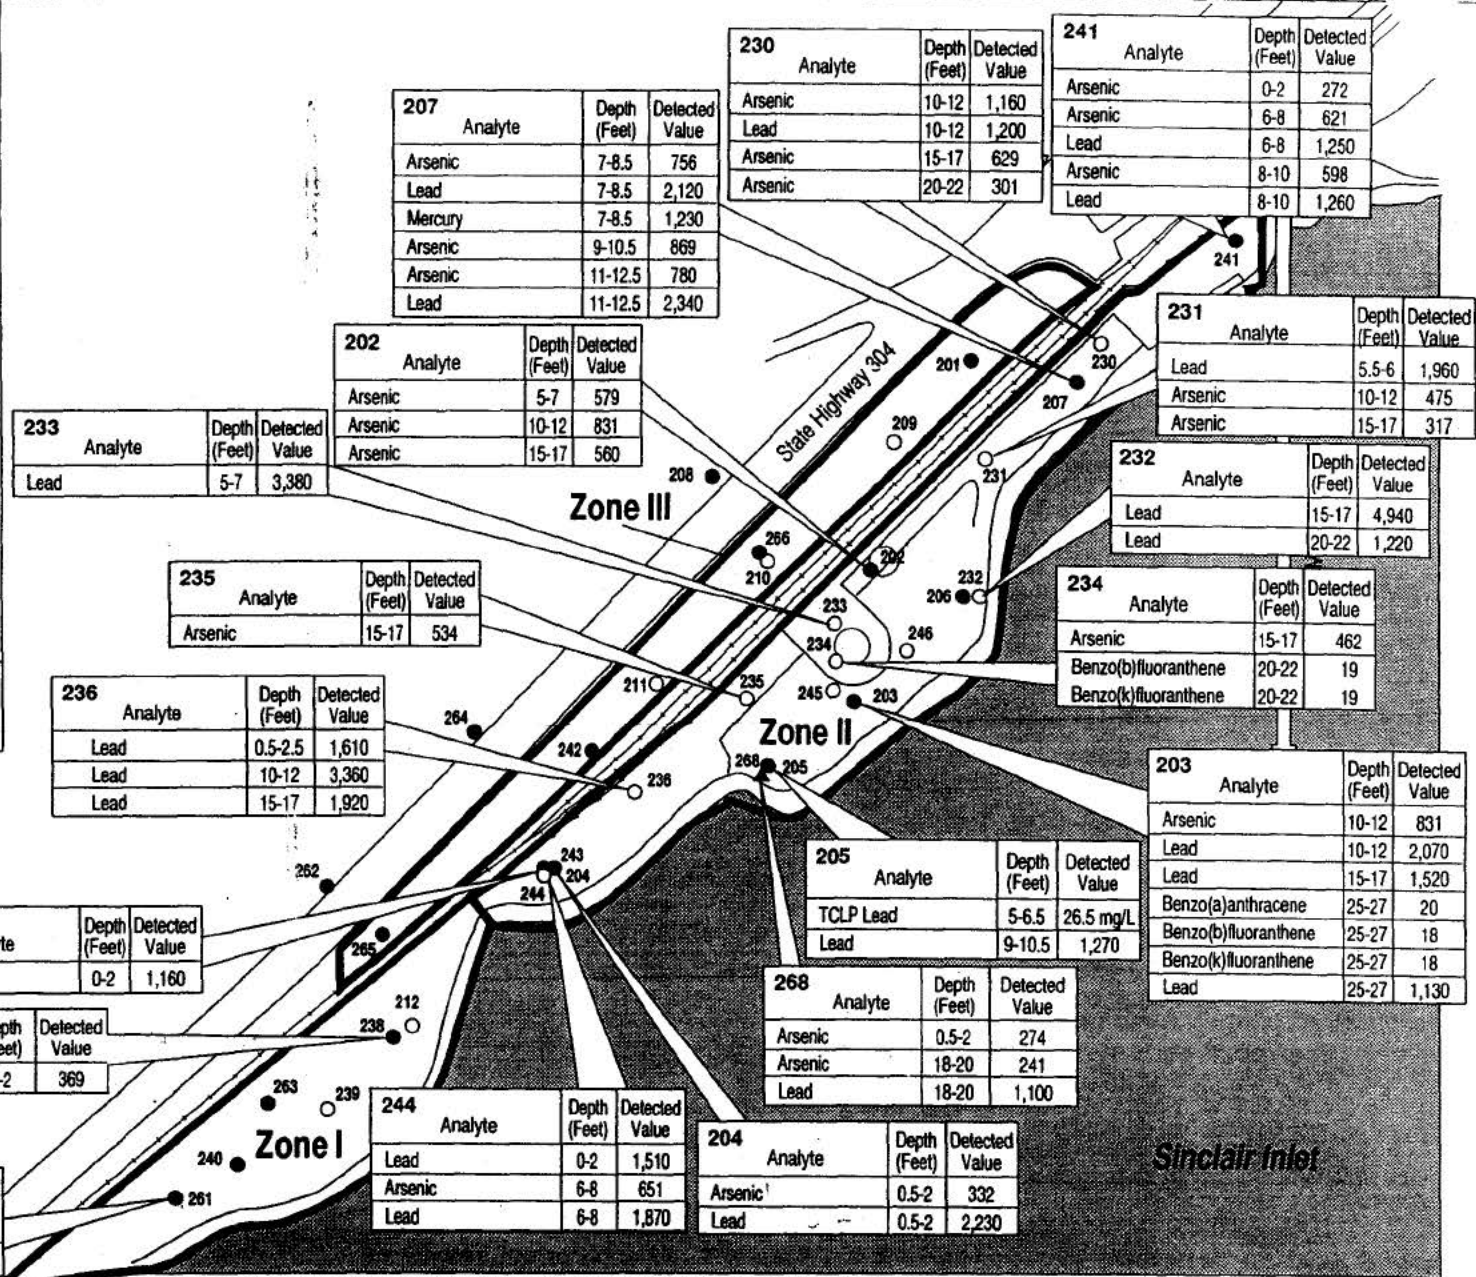 230
Analyte
Depth (Feet)
Detected Value
Arsenic 10-12 1,160
Lead 10-12 1,200
Arsenic 15-17 629
Arsenic 20-22 301
241
Analyte
Depth (Feet)
Detected Value
Arsenic 0-2 272
Arsenic 6-8 621
Lead 6-8 1,250
Arsenic 8-10 598
Lead 8-10 1,260
207
Analyte
Depth (Feet)
Detected Value
Arsenic 7-8.5 756
Lead 7-8.5 2,120
Mercury 7-8.5 1,230
Arsenic 9-10.5 869
Arsenic 11-12.5 780
Lead 11-12.5 2,340
241
231
Analyte
Depth (Feet)
Detected Value
Lead 5.5-6 1,960
Arsenic 10-12 475
Arsenic 15-17 317
202
Analyte
Depth (Feet)
Detected Value
Arsenic 5-7 579
Arsenic 10-12 831
Arsenic 15-17 560
State Highway 304
201
230
207
209
231
208
233
Analyte
Depth (Feet)
Detected Value
Lead 5-7 3,380
Zone III
232
Analyte
Depth (Feet)
Detected Value
Lead 15-17 4,940
Lead 20-22 1,220
266
210
202
232
206
233
234
246
235
Analyte
Depth (Feet)
Detected Value
Arsenic 15-17 534
234
Analyte
Depth (Feet)
Detected Value
Arsenic 15-17 462
Benzo(b)fluoranthene 20-22 19
Benzo(k)fluoranthene 20-22 19
211
235
245
203
236
Analyte
Depth (Feet)
Detected Value
Lead 0.5-2.5 1,610
Lead 10-12 3,360
Lead 15-17 1,920
264
242
Zone II
268
205
236
203
Analyte
Depth (Feet)
Detected Value
Arsenic 10-12 831
Lead 10-12 2,070
Lead 15-17 1,520
Benzo(a)anthracene 25-27 20
Benzo(b)fluoranthene 25-27 18
Benzo(k)fluoranthene 25-27 18
Lead 25-27 1,130
205
Analyte
Depth (Feet)
Detected Value
TCLP Lead 5-6.5 26.5 mg/L
Lead 9-10.5 1,270
262
243
204
244
te
Depth (Feet)
Detected Value
0-2 1,160
265
268
Analyte
Depth (Feet)
Detected Value
Arsenic 0.5-2 274
Arsenic 18-20 241
Lead 18-20 1,100
pth eet)
Detected Value
-2 369
212
238
263
239
Zone I
240
261
244
Analyte
Depth (Feet)
Detected Value
Lead 0-2 1,510
Arsenic 6-8 651
Lead 6-8 1,870
204
Analyte
Depth (Feet)
Detected Value
Arsenic 0.5-2 332
Lead 0.5-2 2,230
Sinclair Inlet